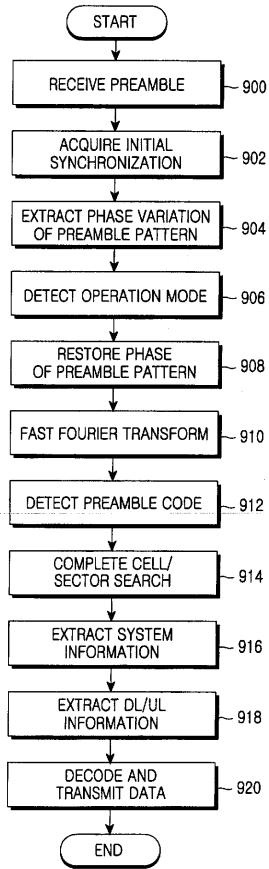 START
RECEIVE PREAMBLE
900
ACQUIRE INITIAL
SYNCHRONIZATION
902
EXTRACT PHASE VARIATION
OF PREAMBLE PATTERN
904
DETECT OPERATION MODE
906
RESTORE PHASE
OF PREAMBLE PATTERN
908
FAST FOURIER TRANSFORM
910
DETECT PREAMBLE CODE
912
COMPLETE CELL/
SECTOR SEARCH
914
EXTRACT SYSTEM
INFORMATION
916
EXTRACT DL/UL
INFORMATION
918
DECODE AND
TRANSMIT DATA
920
END